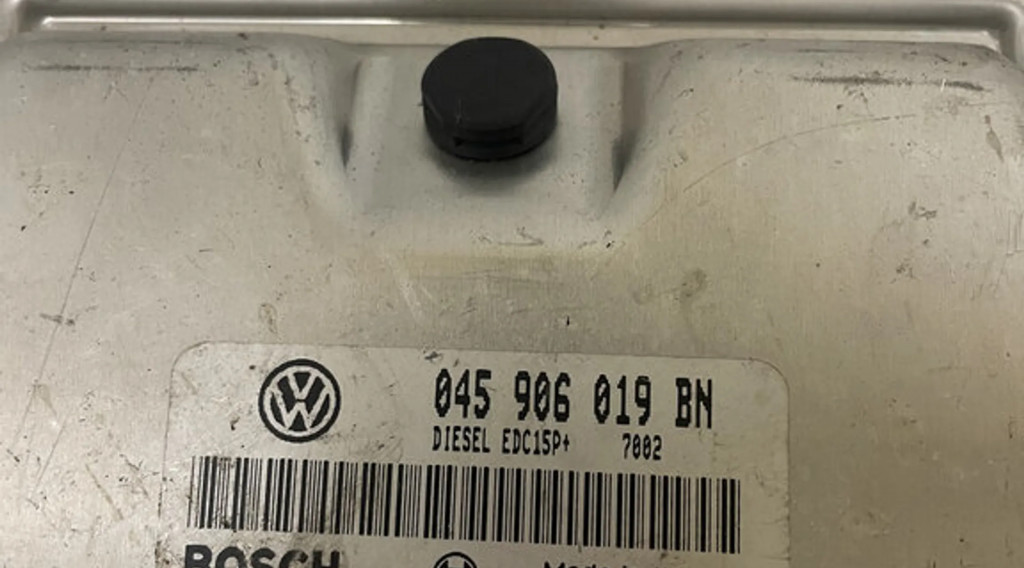 045 906 019 BN
DIESEL EDC15P+ 7002
BOSCH